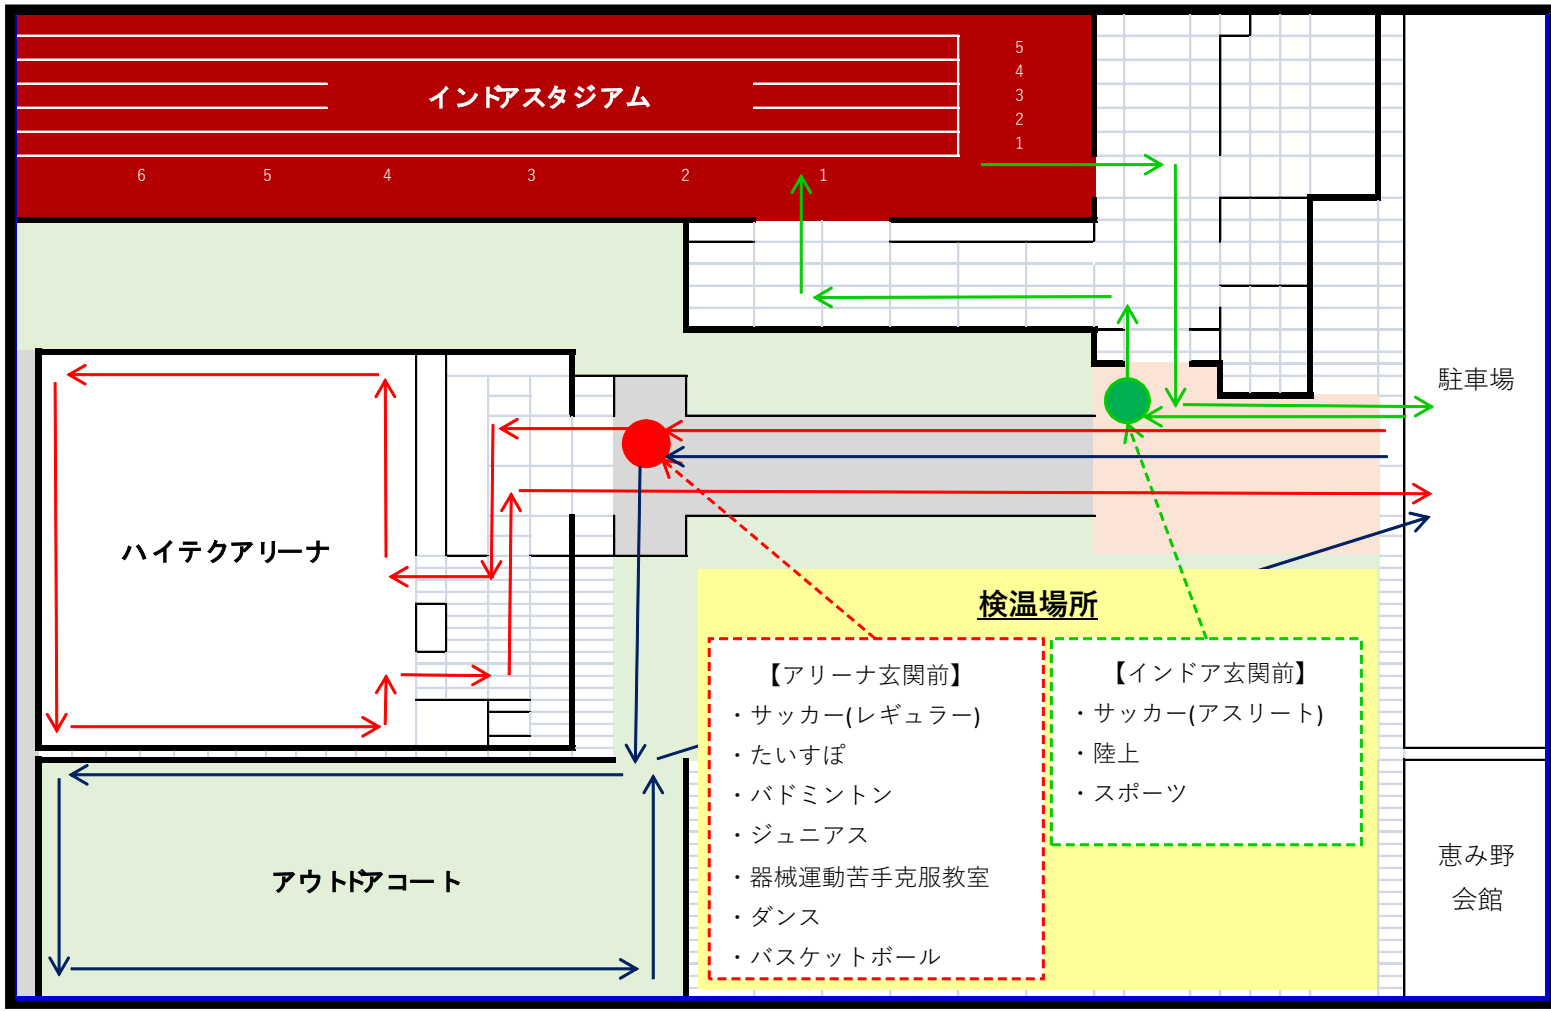 5
4
インドアスタジアム
3
2
1
6 5 4 3 2 1
駐車場
ハイテクアリーナ
検温場所
【アリーナ玄関前】
・サッカー(レギュラー)
・たいすぽ
・バドミントン
・ジュニアス
・器械運動苦手克服教室
・ダンス
・バスケットボール
【インドア玄関前】
・サッカー(アスリート)
・陸上
・スポーツ
アウトドアコート
恵み野
会館